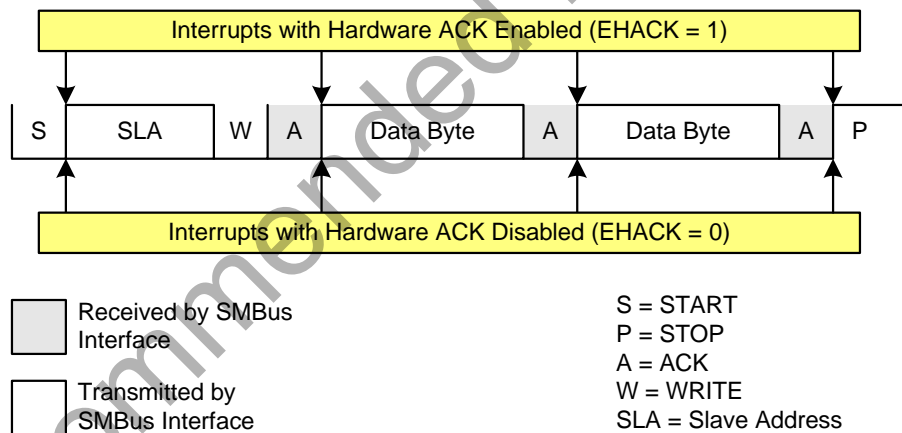 Interrupts with Hardware ACK Enabled (EHACK = 1)
S SLA W A Data Byte A Data Byte A P
Interrupts with Hardware ACK Disabled (EHACK = 0)
Received by SMBus
Interface
Transmitted by
SMBus Interface
S = START
P = STOP
A = ACK
W = WRITE
SLA = Slave Address